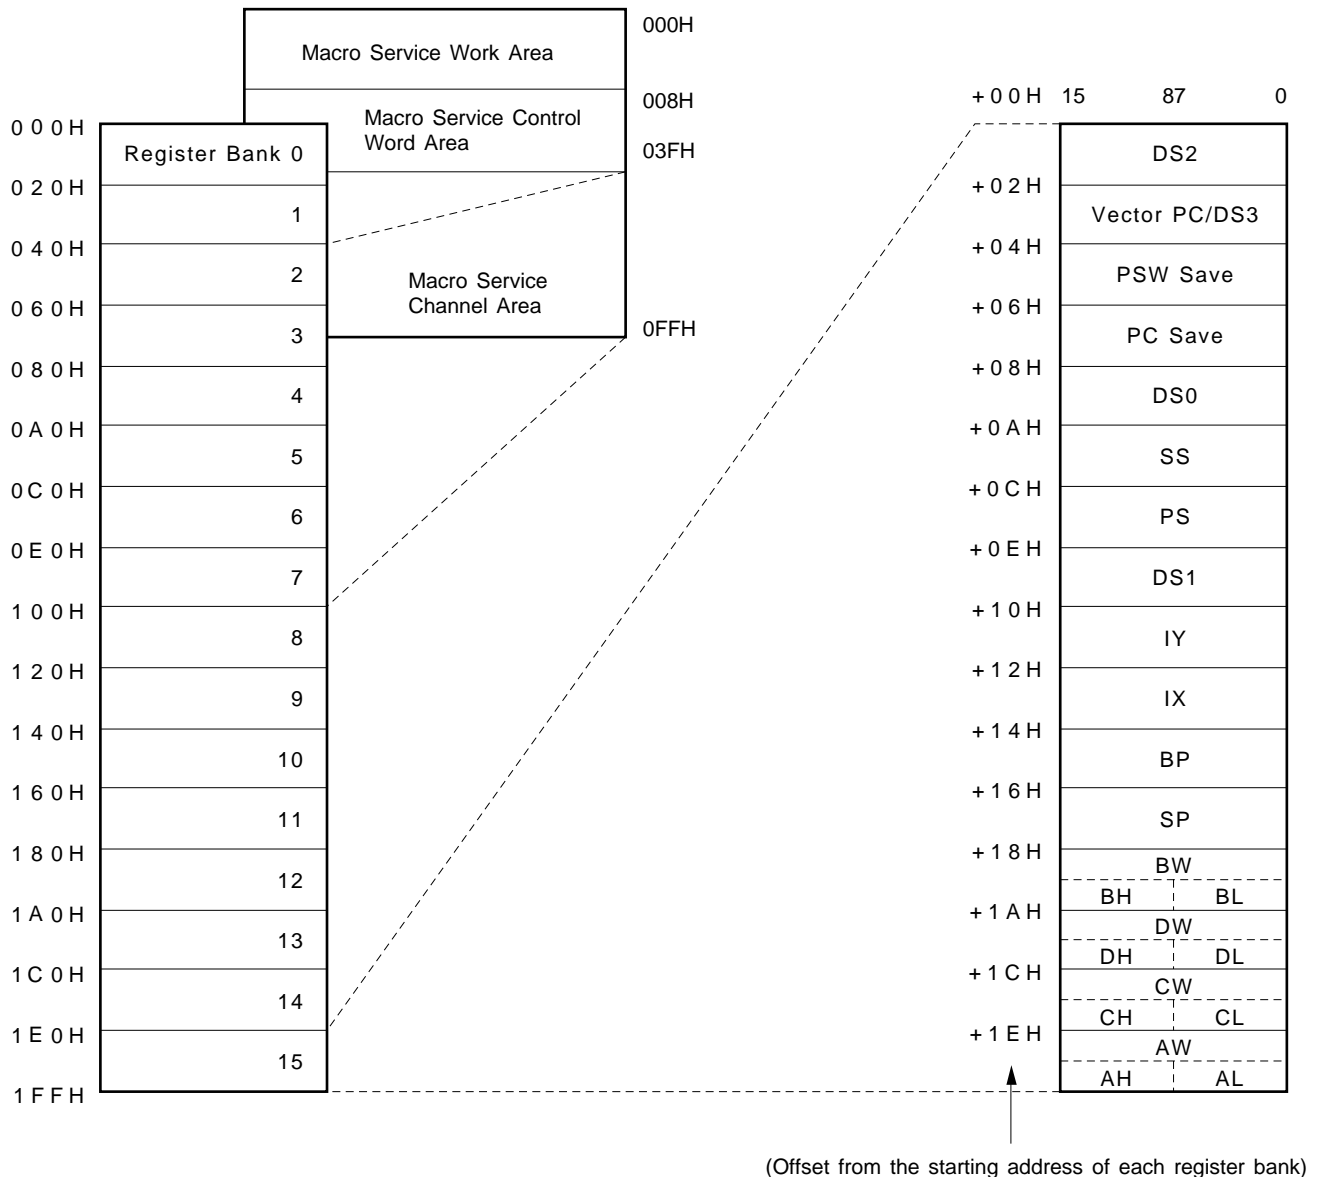 000H
Macro Service Work Area
008H
Macro Service Control
Word Area
03FH
Macro Service
Channel Area
0FFH
000H
Register Bank 0
020H
1
040H
2
060H
3
080H
4
0A0H
5
0C0H
6
0E0H
7
100H
8
120H
9
140H
10
160H
11
180H
12
1A0H
13
1C0H
14
1E0H
15
1FFH
+00H 15 87 0
DS2
+02H
Vector PC/DS3
+04H
PSW Save
+06H
PC Save
+08H
DS0
+0AH
SS
+0CH
PS
+0EH
DS1
+10H
IY
+12H
IX
+14H
BP
+16H
SP
+18H
BW
BH BL
+1AH
DW
DH DL
+1CH
CW
CH CL
+1EH
AW
AH AL
(Offset from the starting address of each register bank)